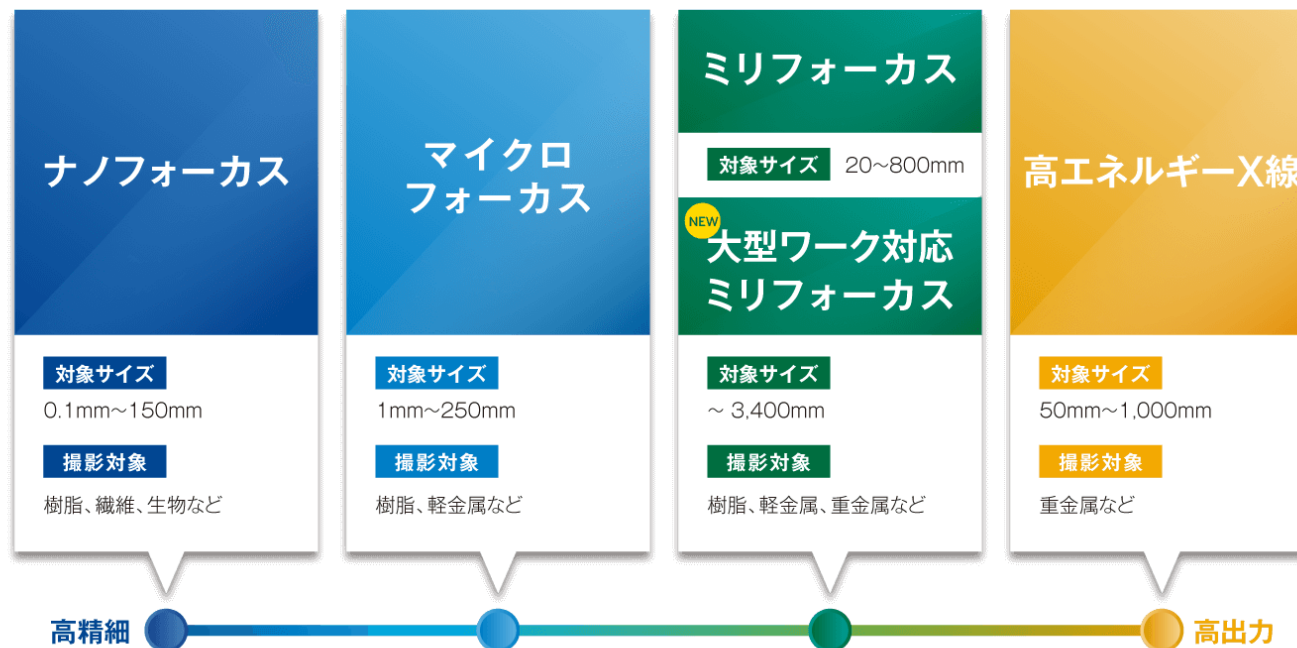 ナノフォーカス
対象サイズ
0.1mm～150mm
撮影対象
樹脂、繊維、生物など
マイクロ
フォーカス
対象サイズ
1mm～250mm
撮影対象
樹脂、軽金属など
ミリフォーカス
対象サイズ 20～800mm
NEW
大型ワーク対応
ミリフォーカス
対象サイズ
～ 3,400mm
撮影対象
樹脂、軽金属、重金属など
高エネルギーX線
対象サイズ
50mm～1,000mm
撮影対象
重金属など
高精細
高出力